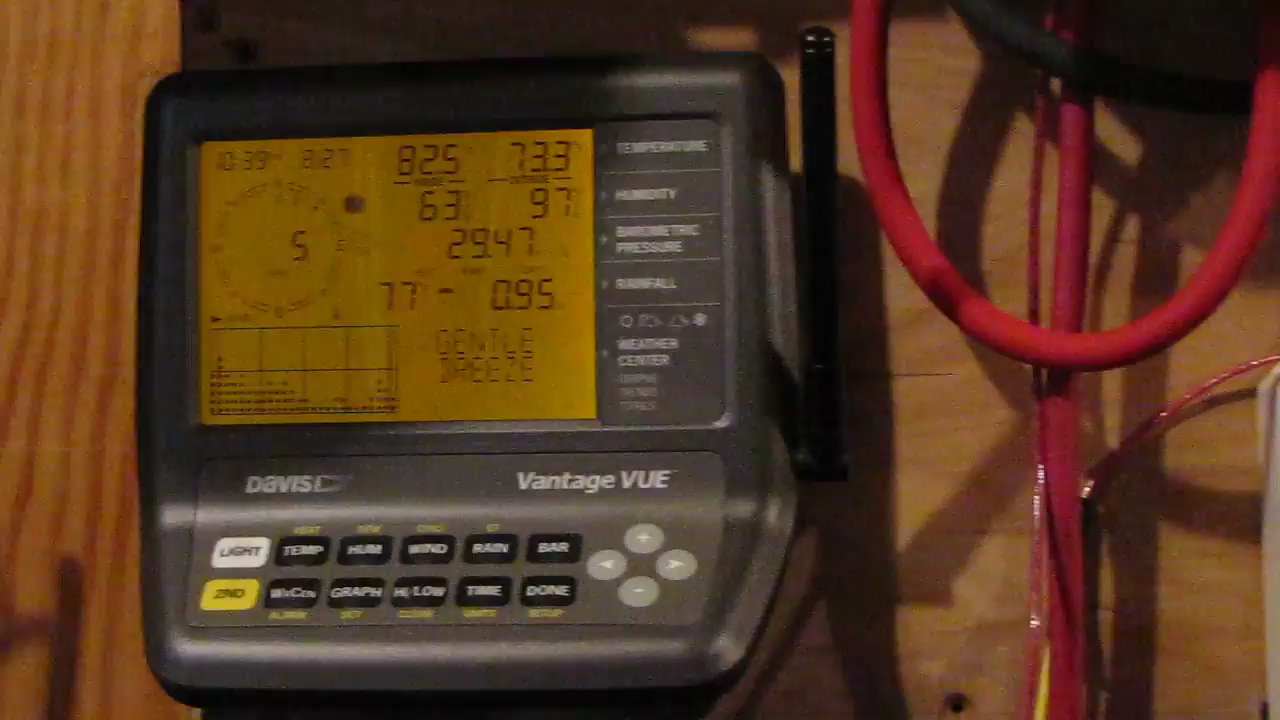 10:39 8:27 82.5 73.3 TEMPERATURE
63 97 HUMIDITY
5
29.47 BAROMETRIC
PRESSURE
77 0.95 RAINFALL
GENTLE
BREEZE
WEATHER
CENTER
DAVIS Vantage VUE
LIGHT TEMP HUM WIND RAIN BAR
+
< >
2ND WxCEN GRAPH HI/LOW TIME DONE
-